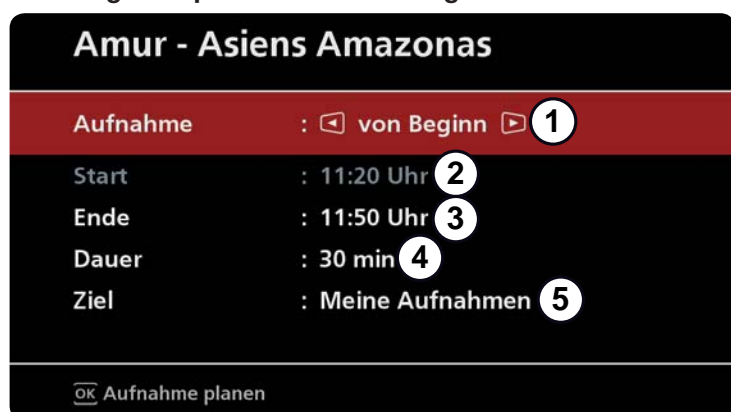 Amur - Asiens Amazonas
Aufnahme : ◀ von Beginn ▶ 1
Start : 11:20 Uhr 2
Ende : 11:50 Uhr 3
Dauer : 30 min 4
Ziel : Meine Aufnahmen 5
OK Aufnahme planen